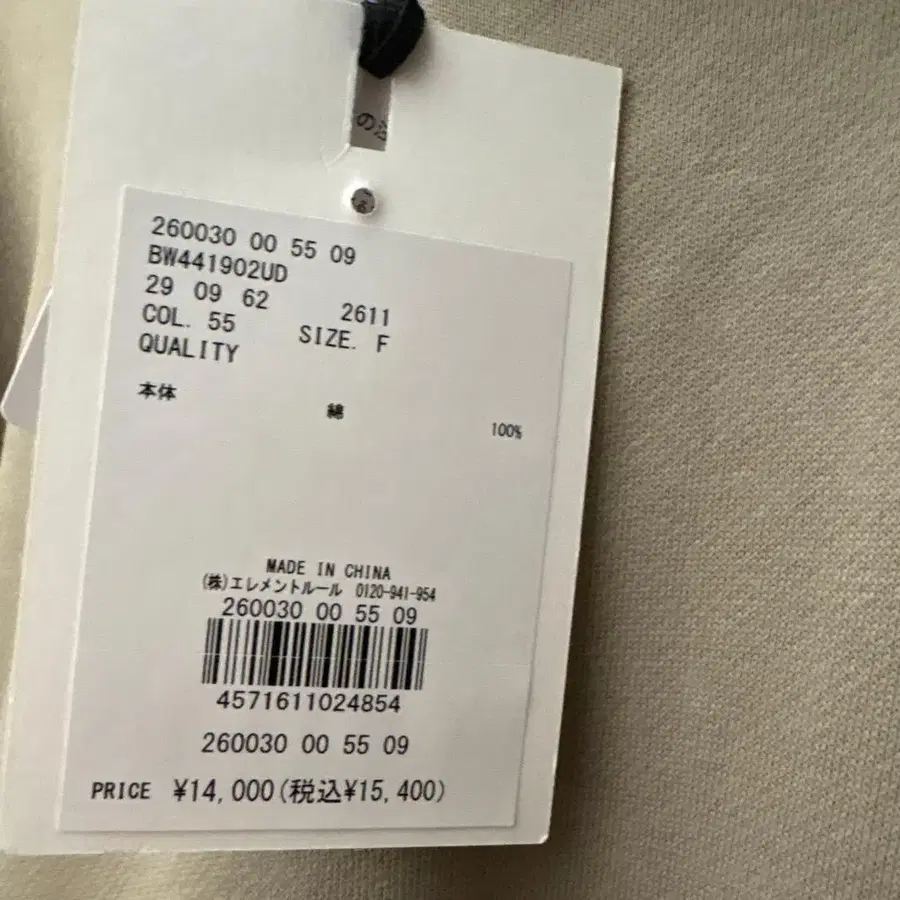 260030 00 55 09
BW441902UD
29 09 62 2611
COL. 55 SIZE. F
QUALITY
本体 綿 100%
MADE IN CHINA
(株)エレメントルール 0120-941-954
260030 00 55 09
4571611024854
260030 00 55 09
PRICE ¥14,000(税込¥15,400)